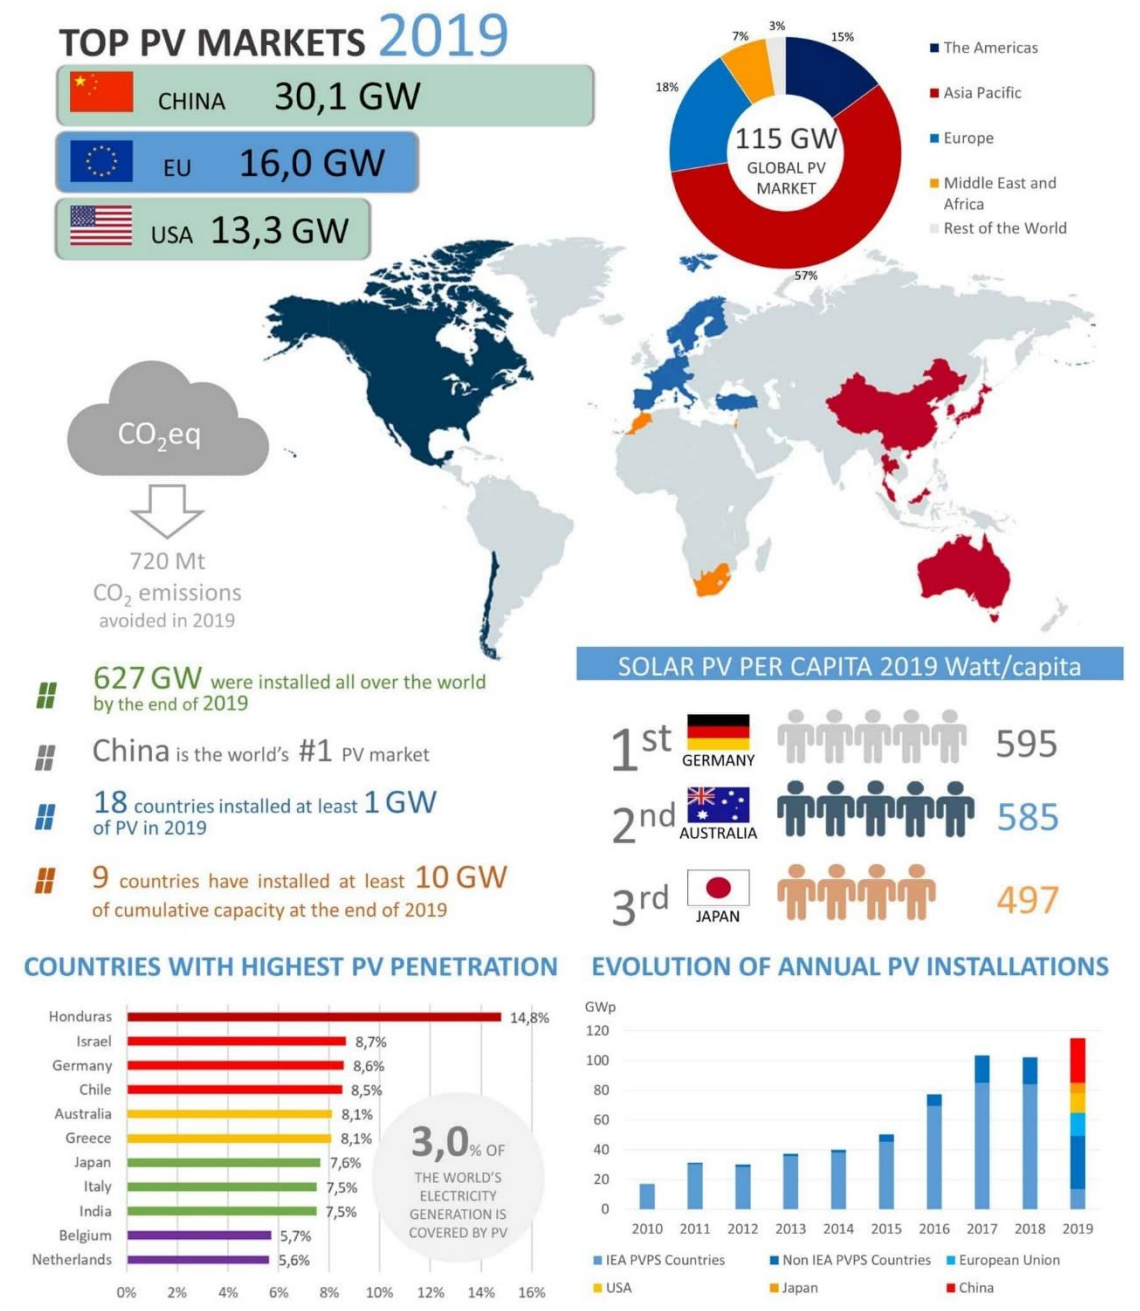 TOP PV MARKETS 2019
CHINA 30,1 GW
EU 16,0 GW
USA 13,3 GW
3%
7%
15%
18%
57%
115 GW
GLOBAL PV
MARKET
The Americas
Asia Pacific
Europe
Middle East and
Africa
Rest of the World
CO₂eq
720 Mt
CO₂ emissions
avoided in 2019
627 GW were installed all over the world
by the end of 2019
China is the world's #1 PV market
18 countries installed at least 1 GW
of PV in 2019
9 countries have installed at least 10 GW
of cumulative capacity at the end of 2019
SOLAR PV PER CAPITA 2019 Watt/capita
1st GERMANY 595
2nd AUSTRALIA 585
3rd JAPAN 497
COUNTRIES WITH HIGHEST PV PENETRATION
Honduras 14,8%
Israel 8,7%
Germany 8,6%
Chile 8,5%
Australia 8,1%
Greece 8,1%
Japan 7,6%
Italy 7,5%
India 7,5%
Belgium 5,7%
Netherlands 5,6%
0% 2% 4% 6% 8% 10% 12% 14% 16%
3,0% OF
THE WORLD'S
ELECTRICITY
GENERATION IS
COVERED BY PV
EVOLUTION OF ANNUAL PV INSTALLATIONS
GWp
120
100
80
60
40
20
0
2010 2011 2012 2013 2014 2015 2016 2017 2018 2019
IEA PVPS Countries Non IEA PVPS Countries European Union
USA Japan China